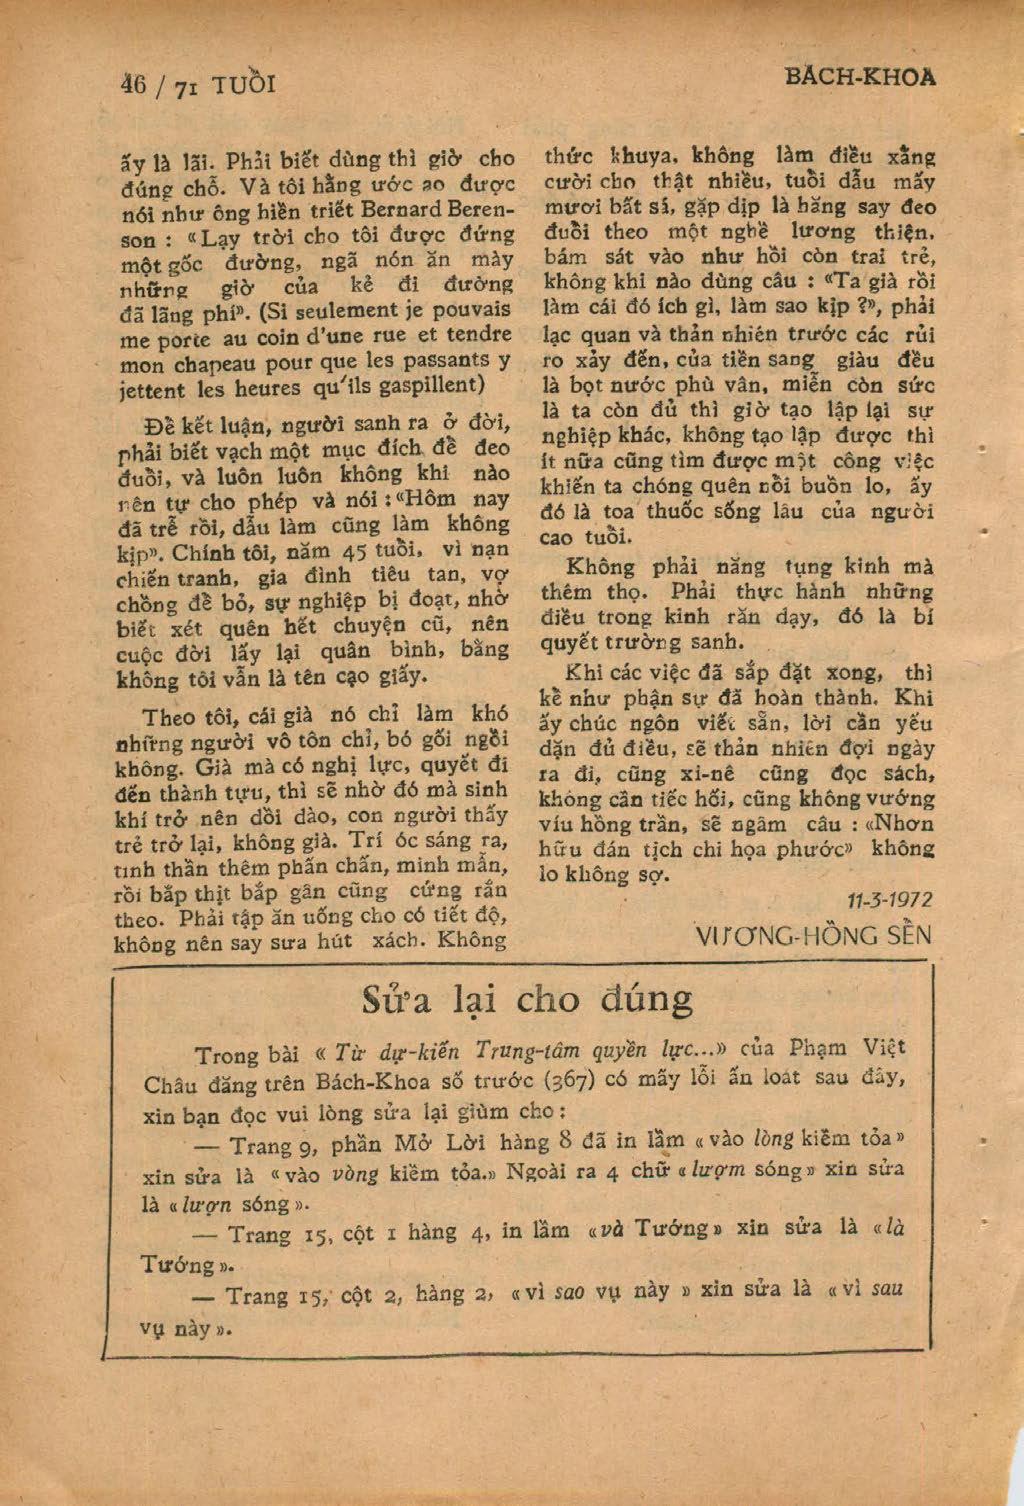 46 / 71 TUỔI
BÁCH-KHOA
ấy là lãi. Phải biết dùng thì giờ cho
đúng chỗ. Và tôi hằng ước ao được
nói như ông hiền triết Bernard Beren-
son : «Lạy trời cho tôi được đứng
một gốc đường, ngã nón ăn mày
những giờ của kẻ đi đường
đã lãng phí». (Si seulement je pouvais
me porte au coin d'une rue et tendre
mon chapeau pour que les passants y
jettent les heures qu'ils gaspillent)
Để kết luận, người sanh ra ở đời,
phải biết vạch một mục đích để đeo
đuổi, và luôn luôn không khi nào
nên tự cho phép và nói : «Hôm nay
đã trễ rồi, dẫu làm cũng làm không
kịp». Chính tôi, năm 45 tuổi, vì nạn
chiến tranh, gia đình tiêu tan, vợ
chồng để bỏ, sự nghiệp bị đoạt, nhờ
biết xét quên hết chuyện cũ, nên
cuộc đời lấy lại quân bình, bằng
không tôi vẫn là tên cạo giấy.
Theo tôi, cái già nó chỉ làm khó
những người vô tôn chỉ, bó gối ngồi
không. Già mà có nghị lực, quyết đi
đến thành tựu, thì sẽ nhờ đó mà sinh
khí trở nên dồi dào, con người thấy
trẻ trở lại, không già. Trí óc sáng ra,
tinh thần thêm phấn chấn, minh mẫn,
rồi bắp thịt bắp gân cũng cứng rắn
theo. Phải tập ăn uống cho có tiết độ,
không nên say sưa hút xách. Không
thức khuya, không làm điều xằng
cười cho thật nhiều, tuổi dẫu mấy
mươi bất sá, gặp dịp là hăng say đeo
đuổi theo một nghề lương thiện,
bám sát vào như hồi còn trai trẻ,
không khi nào dùng câu : «Ta già rồi
làm cái đó ích gì, làm sao kịp ?», phải
lạc quan và thản nhiên trước các rủi
ro xảy đến, của tiền sang giàu đều
là bọt nước phù vân, miễn còn sức
là ta còn đủ thì giờ tạo lập lại sự
nghiệp khác, không tạo lập được thì
ít nữa cũng tìm được một công việc
khiến ta chóng quên nồi buồn lo, ấy
đó là toa thuốc sống lâu của người
cao tuổi.
Không phải năng tụng kinh mà
thêm thọ. Phải thực hành những
điều trong kinh răn dạy, đó là bí
quyết trường sanh.
Khi các việc đã sắp đặt xong, thì
kể như phận sự đã hoàn thành. Khi
ấy chúc ngôn viết sẵn, lời cần yếu
dặn đủ điều, sẽ thản nhiên đợi ngày
ra đi, cũng xi-nê cũng đọc sách,
không cần tiếc hối, cũng không vướng
víu hồng trần, sẽ ngâm câu : «Nhơn
hữu đán tịch chi họa phước» không
lo không sợ.
11-3-1972
VƯƠNG-HỒNG SỂN
Sửa lại cho đúng
Trong bài « Từ dự-kiến Trung-tâm quyền lực...» của Phạm Việt
Châu đăng trên Bách-Khoa số trước (367) có mấy lỗi ấn loát sau đây,
xin bạn đọc vui lòng sửa lại giùm cho :
— Trang 9, phần Mở Lời hàng 8 đã in lầm « vào lòng kiềm tỏa »
xin sửa là « vào vòng kiềm tỏa.» Ngoài ra 4 chữ « lượm sóng » xin sửa
là « lượn sóng ».
— Trang 15, cột 1 hàng 4, in lầm «và Tướng» xin sửa là «là
Tướng ».
— Trang 15, cột 2, hàng 2, « vì sao vụ này » xin sửa là « vì sau
vụ này ».